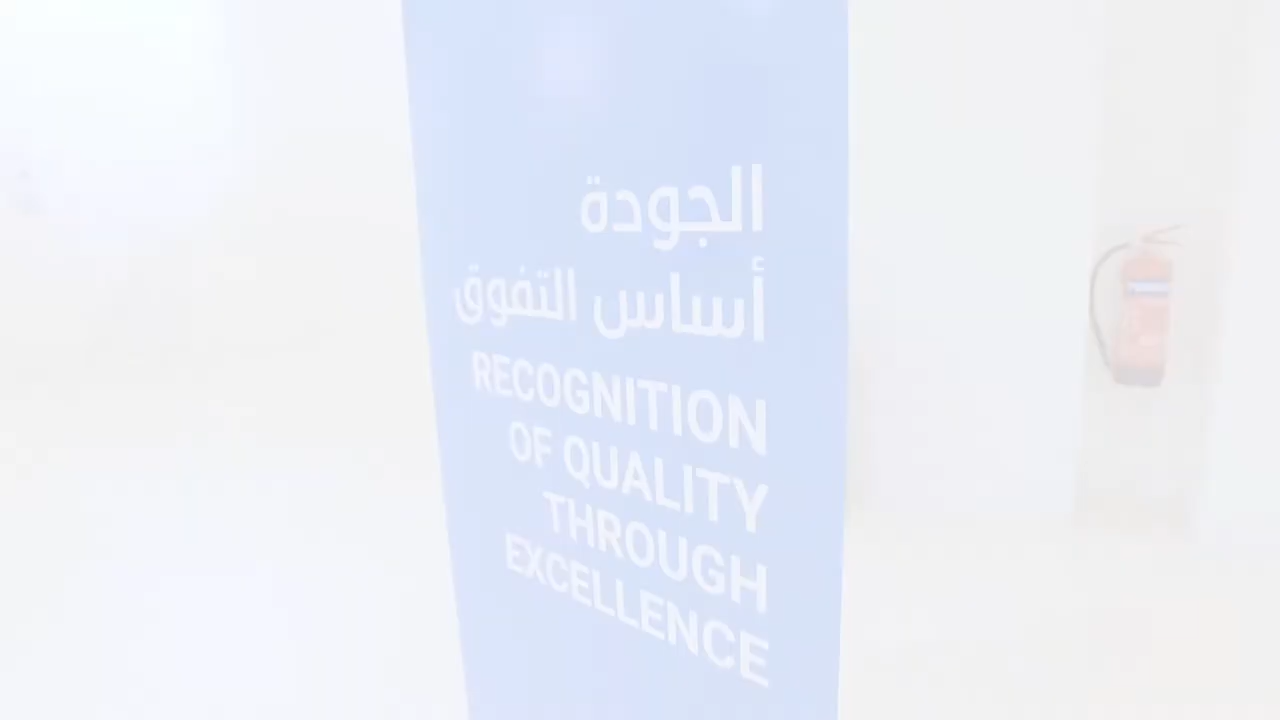 الجودة
أساس التفوق
RECOGNITION
OF QUALITY
THROUGH
EXCELLENCE